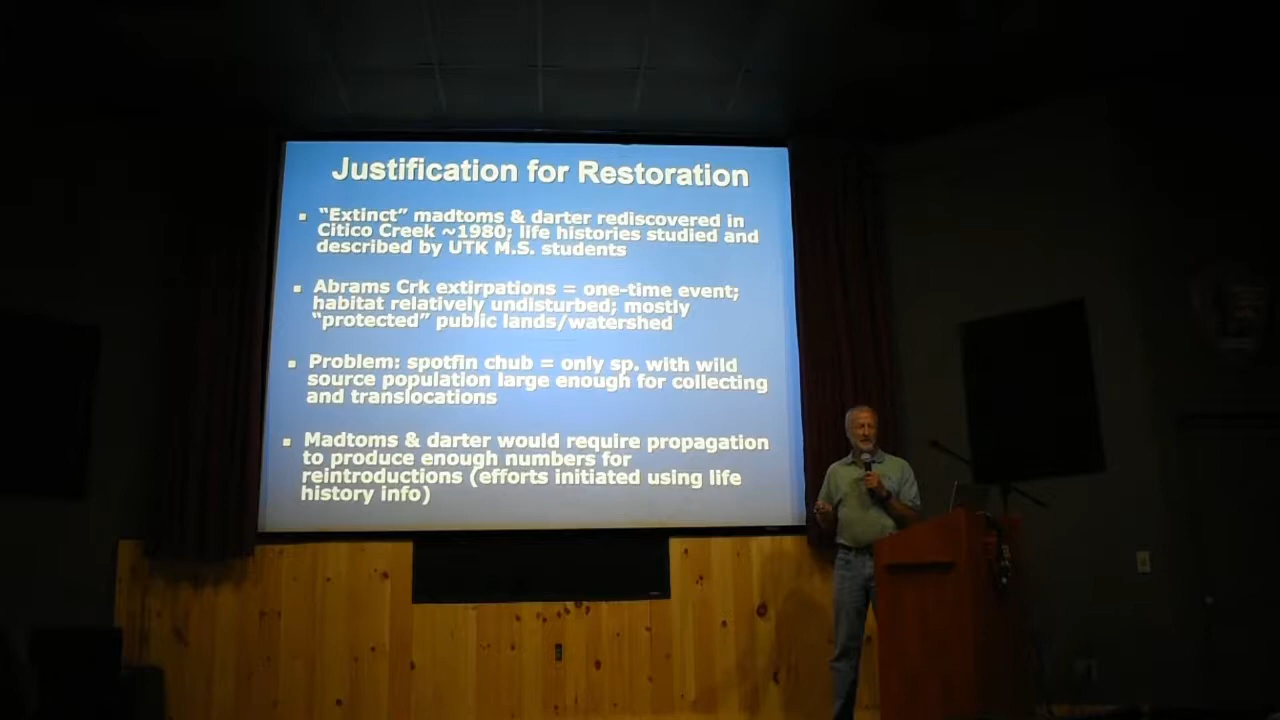 Justification for Restoration
▪ “Extinct” madtoms & darter rediscovered in
Citico Creek ~1980; life histories studied and
described by UTK M.S. students
▪ Abrams Crk extirpations = one-time event;
habitat relatively undisturbed; mostly
“protected” public lands/watershed
▪ Problem: spotfin chub = only sp. with wild
source population large enough for collecting
and translocations
▪ Madtoms & darter would require propagation
to produce enough numbers for
reintroductions (efforts initiated using life
history info)